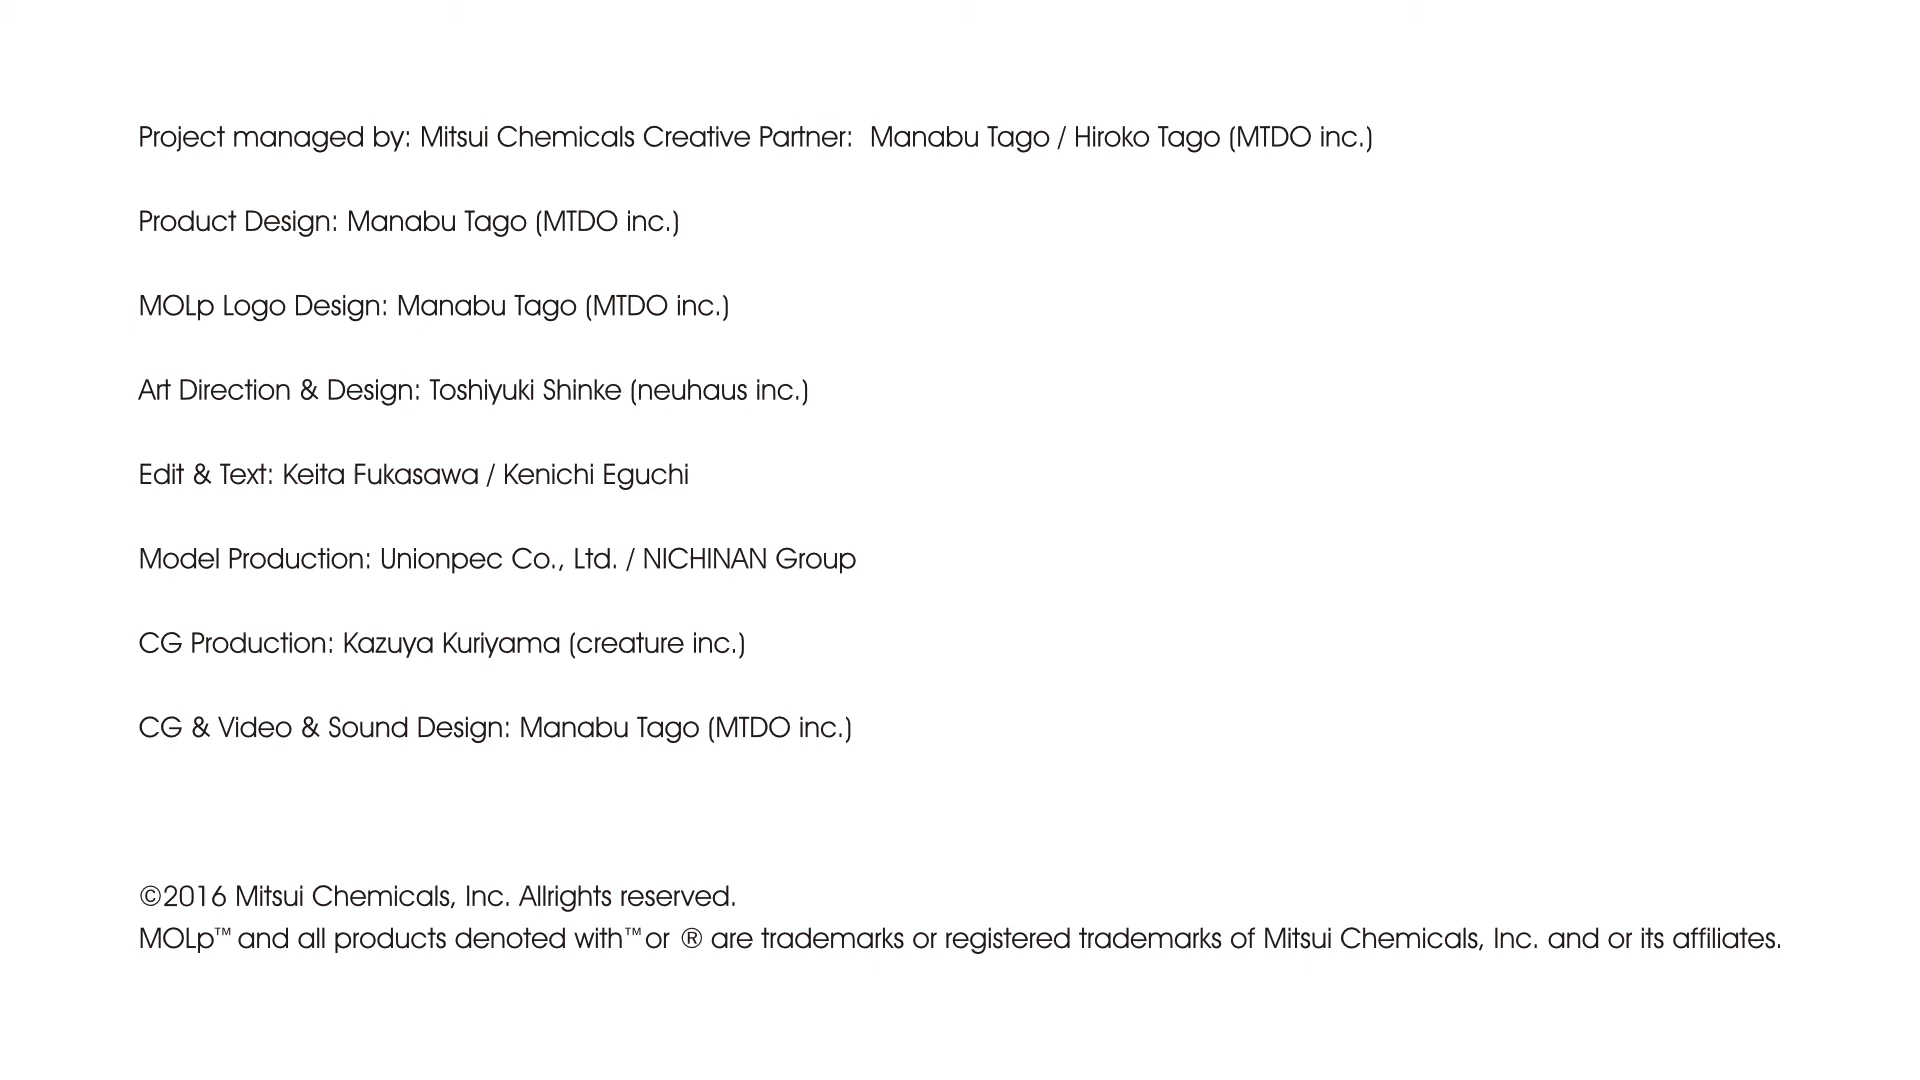 Project managed by: Mitsui Chemicals Creative Partner:  Manabu Tago / Hiroko Tago (MTDO inc.)
Product Design: Manabu Tago (MTDO inc.)
MOLp Logo Design: Manabu Tago (MTDO inc.)
Art Direction & Design: Toshiyuki Shinke (neuhaus inc.)
Edit & Text: Keita Fukasawa / Kenichi Eguchi
Model Production: Unionpec Co., Ltd. / NICHINAN Group
CG Production: Kazuya Kuriyama (creature inc.)
CG & Video & Sound Design: Manabu Tago (MTDO inc.)
©2016 Mitsui Chemicals, Inc. Allrights reserved.
MOLp™ and all products denoted with™ or ® are trademarks or registered trademarks of Mitsui Chemicals, Inc. and or its affiliates.